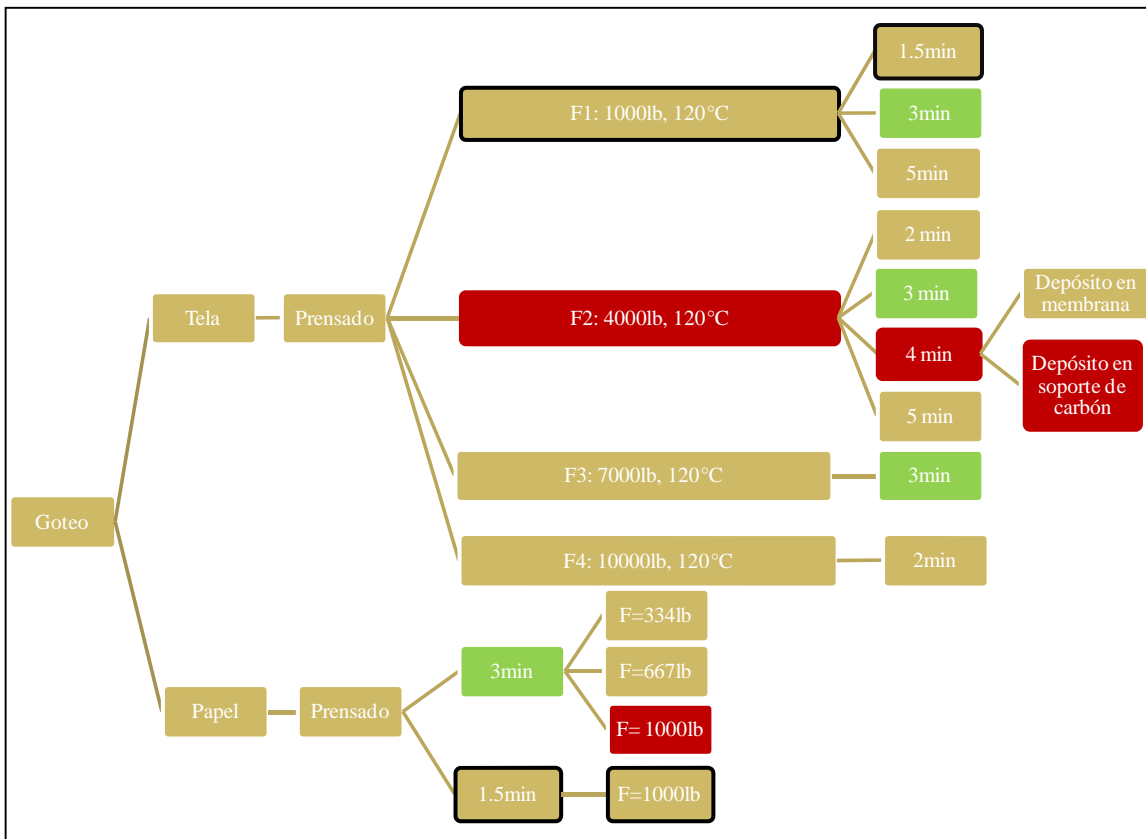 1.5min
F1: 1000lb, 120°C
3min
5min
2 min
3 min
Depósito en
membrana
Tela
Prensado
F2: 4000lb, 120°C
4 min
Depósito en
soporte de
carbón
5 min
F3: 7000lb, 120°C
3min
Goteo
F4: 10000lb, 120°C
2min
F=334lb
3min
F=667lb
Papel
Prensado
F= 1000lb
1.5min
F=1000lb